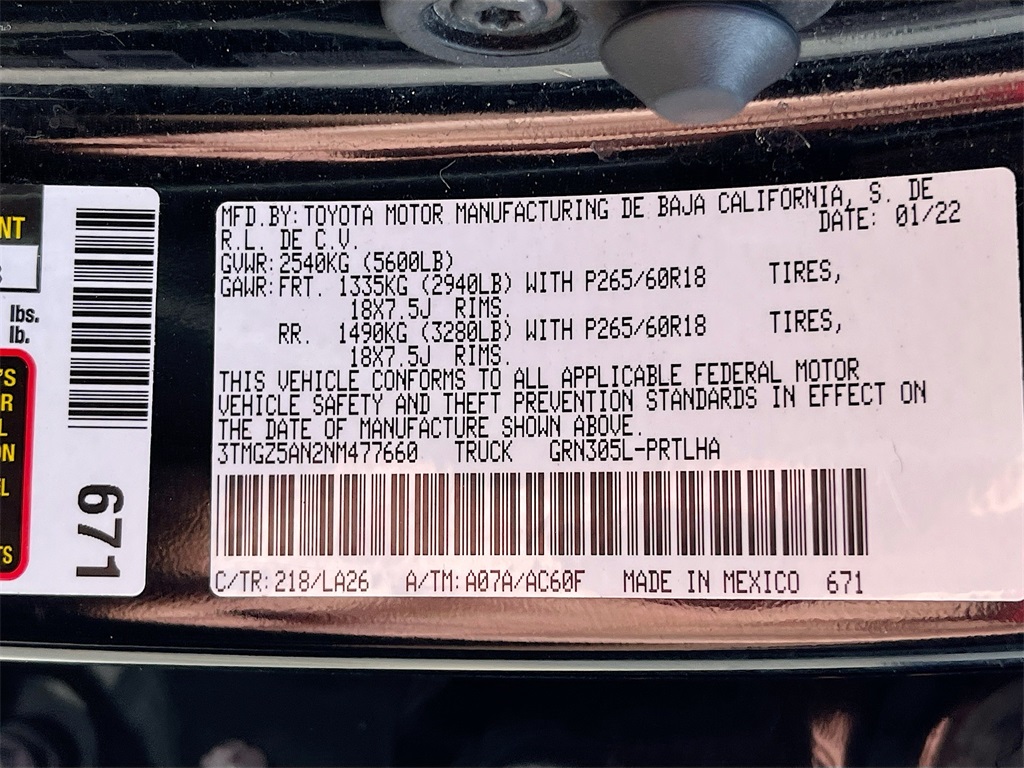 MFD.BY: TOYOTA MOTOR MANUFACTURING DE BAJA CALIFORNIA, S. DE
R.L. DE C.V. DATE: 01/22
GVWR: 2540KG (5600LB)
GAWR: FRT. 1335KG (2940LB) WITH P265/60R18 TIRES,
18X7.5J RIMS.
RR. 1490KG (3280LB) WITH P265/60R18 TIRES,
18X7.5J RIMS.
THIS VEHICLE CONFORMS TO ALL APPLICABLE FEDERAL MOTOR
VEHICLE SAFETY AND THEFT PREVENTION STANDARDS IN EFFECT ON
THE DATE OF MANUFACTURE SHOWN ABOVE.
3TMGZ5AN2NM477660 TRUCK GRN305L-PRTLHA
C/TR: 218/LA26 A/TM: A07A/AC60F MADE IN MEXICO 671
NT
lbs.
lb.
'S
R
L
ON
EL
TS
671